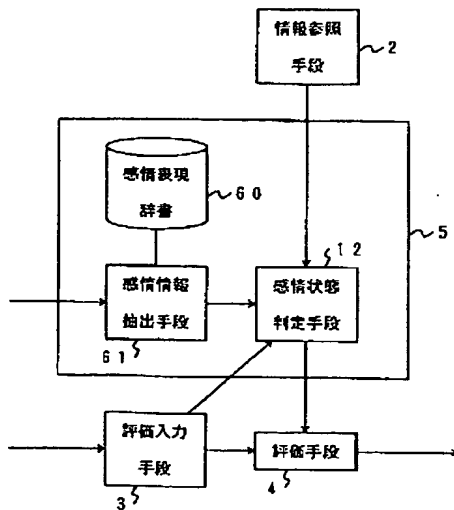 情報参照
手段
2
感情表現
辞書
60
5
12
感情情報
抽出手段
61
感情状態
判定手段
評価入力
手段
3
評価手段
4